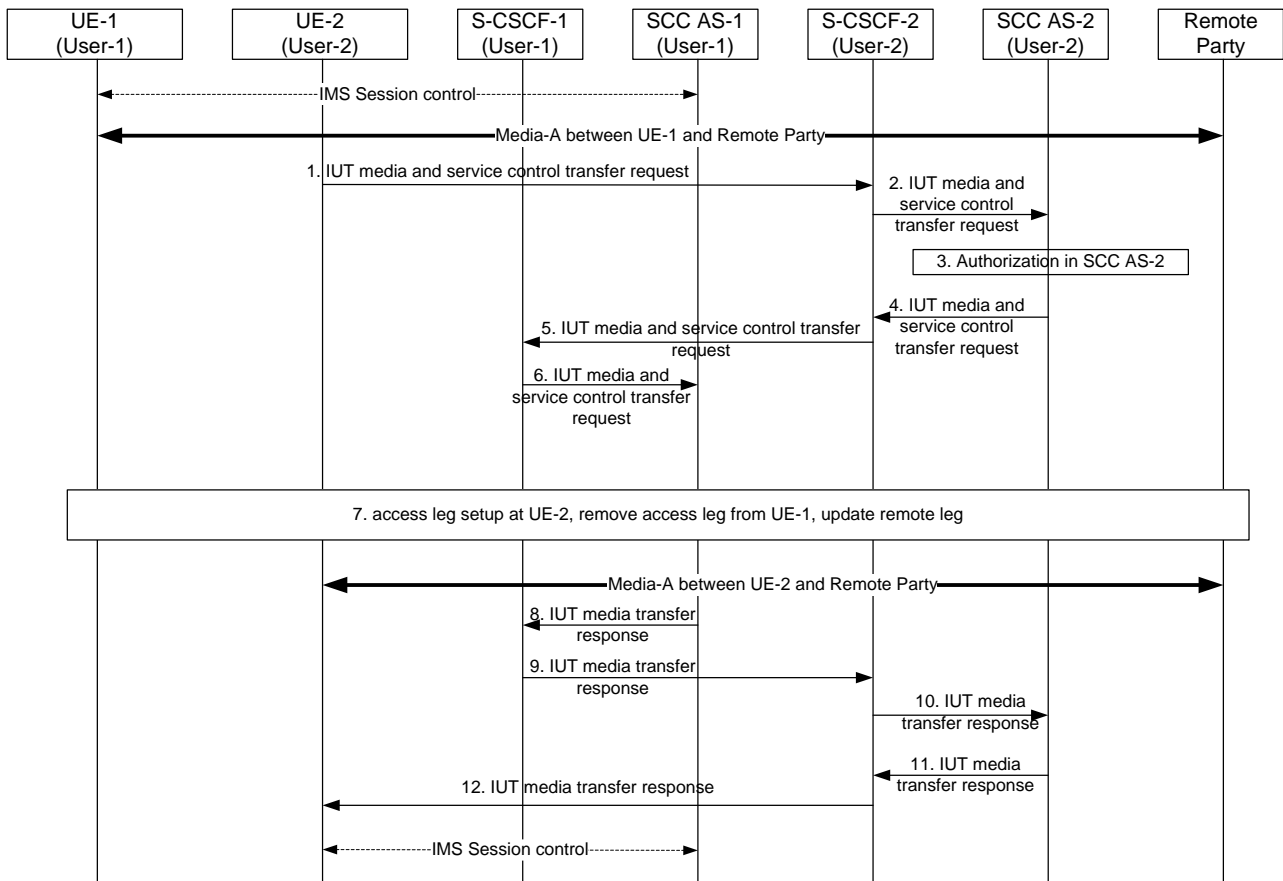 UE-1
(User-1)
UE-2
(User-2)
S-CSCF-1
(User-1)
SCC AS-1
(User-1)
S-CSCF-2
(User-2)
SCC AS-2
(User-2)
Remote
Party
IMS Session control
Media-A between UE-1 and Remote Party
1. IUT media and service control transfer request
2. IUT media and
service control
transfer request
3. Authorization in SCC AS-2
4. IUT media and
service control
transfer request
5. IUT media and service control transfer
request
6. IUT media and
service control transfer
request
7. access leg setup at UE-2, remove access leg from UE-1, update remote leg
Media-A between UE-2 and Remote Party
8. IUT media transfer
response
9. IUT media transfer
response
10. IUT media
transfer response
11. IUT media
transfer response
12. IUT media transfer response
IMS Session control